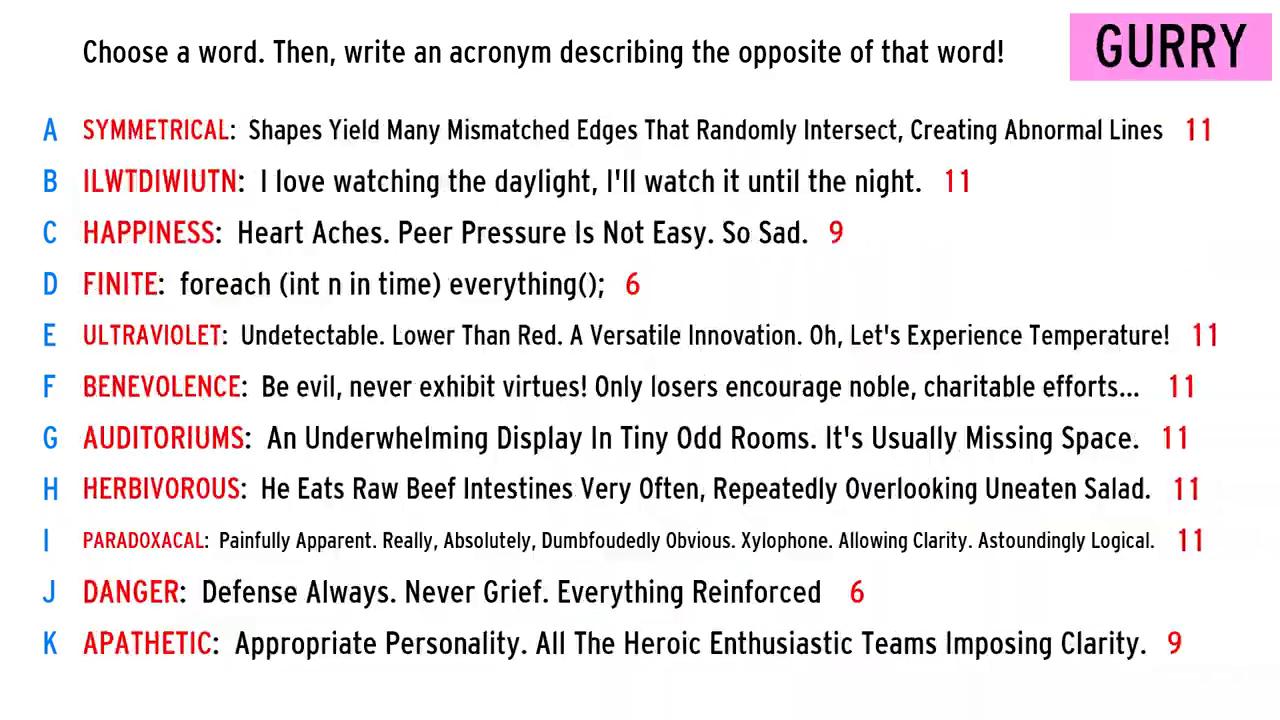 Choose a word. Then, write an acronym describing the opposite of that word!
GURRY
A SYMMETRICAL: Shapes Yield Many Mismatched Edges That Randomly Intersect, Creating Abnormal Lines 11
B ILWTDIWIUTN: I love watching the daylight, I'll watch it until the night. 11
C HAPPINESS: Heart Aches. Peer Pressure Is Not Easy. So Sad. 9
D FINITE: foreach (int n in time) everything(); 6
E ULTRAVIOLET: Undetectable. Lower Than Red. A Versatile Innovation. Oh, Let's Experience Temperature! 11
F BENEVOLENCE: Be evil, never exhibit virtues! Only losers encourage noble, charitable efforts... 11
G AUDITORIUMS: An Underwhelming Display In Tiny Odd Rooms. It's Usually Missing Space. 11
H HERBIVOROUS: He Eats Raw Beef Intestines Very Often, Repeatedly Overlooking Uneaten Salad. 11
I PARADOXACAL: Painfully Apparent. Really, Absolutely, Dumbfoudedly Obvious. Xylophone. Allowing Clarity. Astoundingly Logical. 11
J DANGER: Defense Always. Never Grief. Everything Reinforced 6
K APATHETIC: Appropriate Personality. All The Heroic Enthusiastic Teams Imposing Clarity. 9